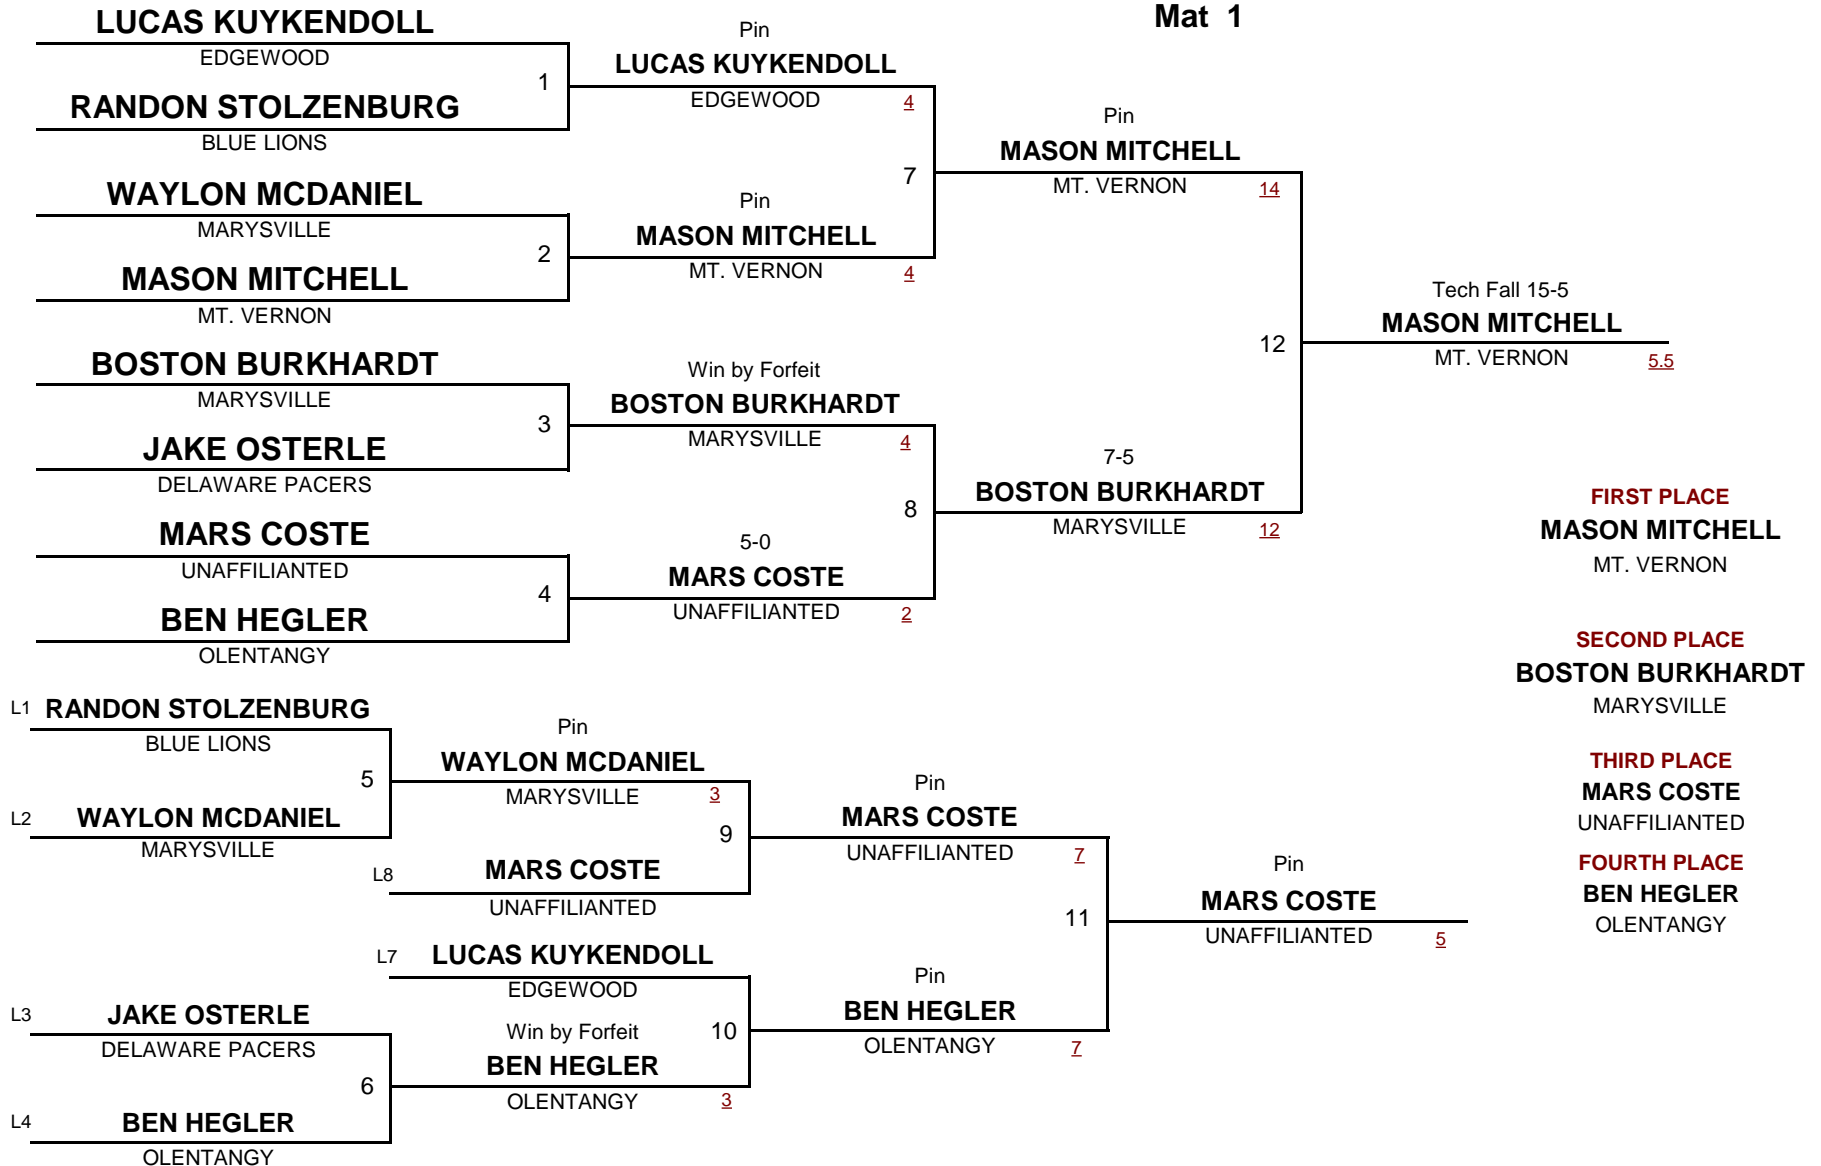 Mat 1
LUCAS KUYKENDOLL
EDGEWOOD
1
RANDON STOLZENBURG
BLUE LIONS
WAYLON MCDANIEL
MARYSVILLE
2
MASON MITCHELL
MT. VERNON
BOSTON BURKHARDT
MARYSVILLE
3
JAKE OSTERLE
DELAWARE PACERS
MARS COSTE
UNAFFILIANTED
4
BEN HEGLER
OLENTANGY
Pin
LUCAS KUYKENDOLL
EDGEWOOD 4
7
Pin
MASON MITCHELL
MT. VERNON 4
Win by Forfeit
BOSTON BURKHARDT
MARYSVILLE 4
8
5-0
MARS COSTE
UNAFFILIANTED 2
Pin
MASON MITCHELL
MT. VERNON 14
12
7-5
BOSTON BURKHARDT
MARYSVILLE 12
Tech Fall 15-5
MASON MITCHELL
MT. VERNON 5.5
FIRST PLACE
MASON MITCHELL
MT. VERNON
SECOND PLACE
BOSTON BURKHARDT
MARYSVILLE
THIRD PLACE
MARS COSTE
UNAFFILIANTED
FOURTH PLACE
BEN HEGLER
OLENTANGY
L1 RANDON STOLZENBURG
BLUE LIONS
5
L2 WAYLON MCDANIEL
MARYSVILLE
Pin
WAYLON MCDANIEL
MARYSVILLE 3
9
L8 MARS COSTE
UNAFFILIANTED
L7 LUCAS KUYKENDOLL
EDGEWOOD
10
Win by Forfeit
BEN HEGLER
OLENTANGY 3
L3 JAKE OSTERLE
DELAWARE PACERS
6
L4 BEN HEGLER
OLENTANGY
Pin
MARS COSTE
UNAFFILIANTED 7
11
Pin
BEN HEGLER
OLENTANGY 7
Pin
MARS COSTE
UNAFFILIANTED 5